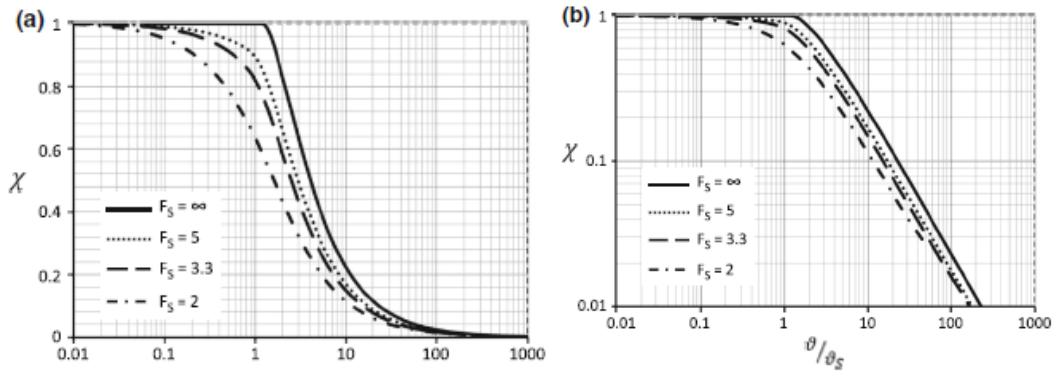 (a)
1
0.8
0.6
χ
0.4
0.2
0
F_S = ∞
F_S = 5
F_S = 3.3
F_S = 2
0.01 0.1 1 10 100 1000
(b)
1
0.1
χ
0.01
F_S = ∞
F_S = 5
F_S = 3.3
F_S = 2
0.01 0.1 1 10 100 1000
ϑ/ϑ_S